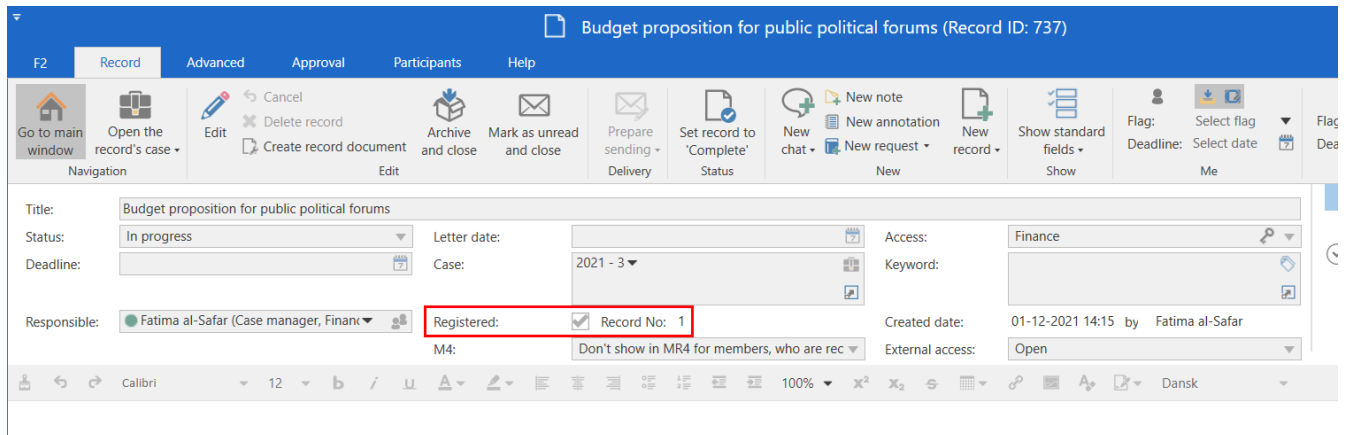 Budget proposition for public political forums (Record ID: 737)
F2 Record Advanced Approval Participants Help
Go to main window
Open the record's case
Navigation
Edit
Cancel
Delete record
Create record document
Archive and close
Mark as unread and close
Edit
Prepare sending
Delivery
Set record to 'Complete'
Status
New chat
New note
New annotation
New request
New record
New
Show standard fields
Show
Flag: Select flag
Deadline: Select date
Me
Flag
Dea
Title: Budget proposition for public political forums
Status: In progress Letter date: Access: Finance
Deadline: Case: 2021 - 3 Keyword:
Responsible: Fatima al-Safar (Case manager, Financ Registered: Record No: 1 Created date: 01-12-2021 14:15 by Fatima al-Safar
M4: Don't show in MR4 for members, who are rec External access: Open
Calibri 12 b i u A 100% x² x₂ S A Dansk